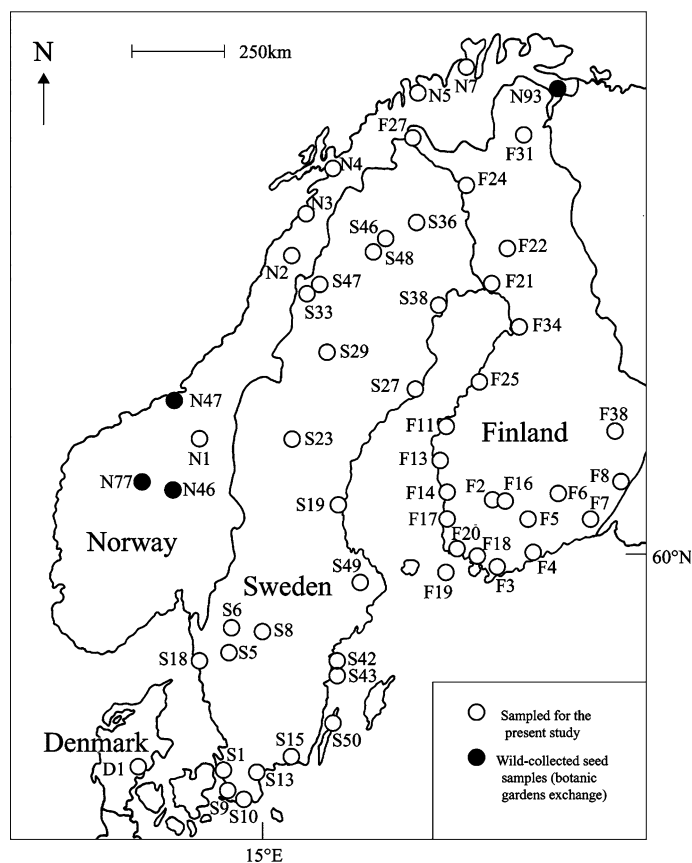 N
250km
N7
N5
N93
F27
F31
N4
F24
N3
S36
S46
F22
S48
N2
S47
F21
S33
S38
F34
S29
F25
S27
N47
F11
Finland
F38
N1
S23
F13
N77
N46
F14
F2
F16
F6
F8
S19
F17
F5
F7
Norway
F20
F18
F4
60°N
F3
S49
F19
Sweden
S6
S8
S5
S18
S42
S43
S50
Denmark
D1
S1
S15
S13
S9
S10
Sampled for the
present study
Wild-collected seed
samples (botanic
gardens exchange)
15°E